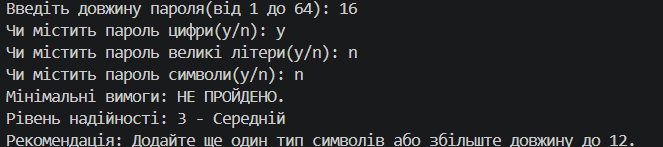 Введіть довжину пароля(від 1 до 64): 16
Чи містить пароль цифри(y/n): y
Чи містить пароль великі літери(y/n): n
Чи містить пароль символи(y/n): n
Мінімальні вимоги: НЕ ПРОЙДЕНО.
Рівень надійності: 3 - Середній
Рекомендація: Додайте ще один тип символів або збільште довжину до 12.